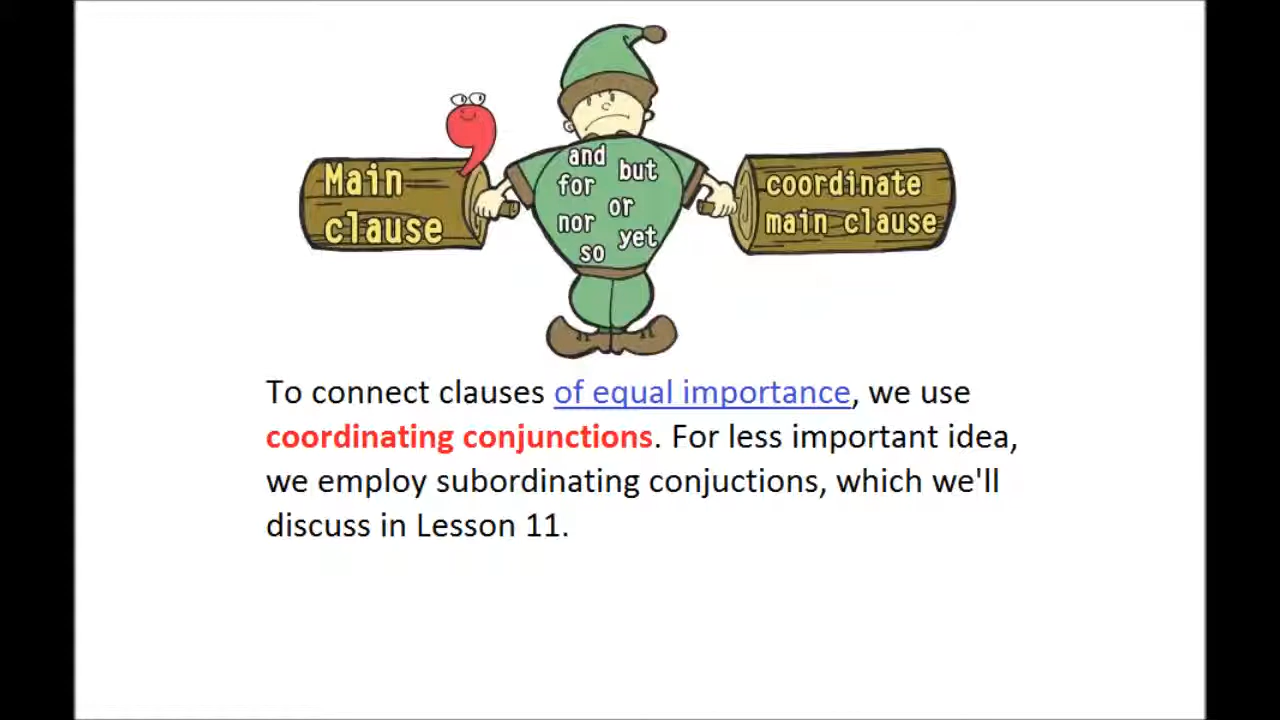 Main
clause
and
but
for
or
nor
yet
so
coordinate
main clause
To connect clauses of equal importance, we use
coordinating conjunctions. For less important idea,
we employ subordinating conjuctions, which we'll
discuss in Lesson 11.